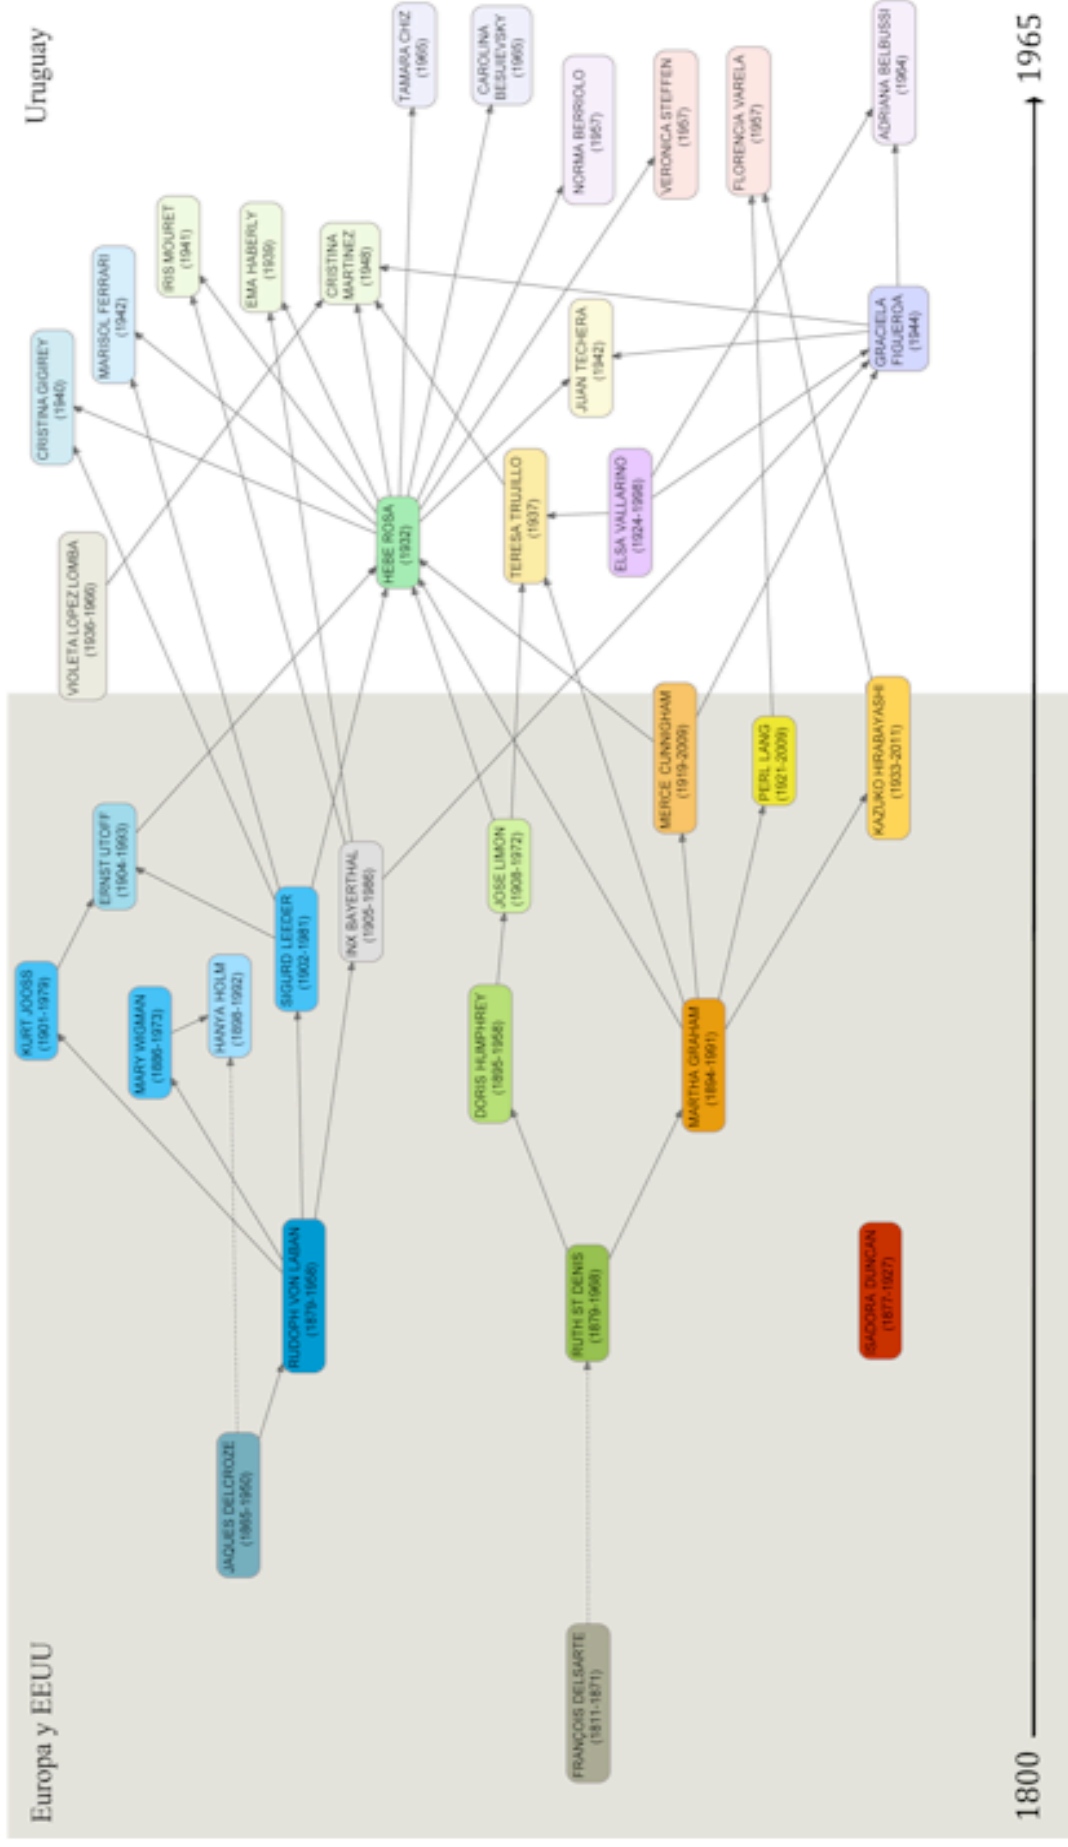 Europa y EEUU
Uruguay
KURT JOOSS
(1901-1979)
CRISTINA GIGIREY
(1940)
VIOLETA LOPEZ LOMBA
(1936-1966)
ERNST UTOFF
(1904-1993)
MARISOL FERRARI
(1942)
MARY WIGMAN
(1886-1973)
IRIS MOURET
(1941)
JAQUES DELCROZE
(1865-1950)
HANYA HOLM
(1898-1992)
EMA HABERLY
(1939)
RUDOPH VON LABAN
(1879-1958)
SIGURD LEEDER
(1902-1981)
CRISTINA
MARTINEZ
(1948)
INX BAYERTHAL
(1905-1986)
HEBE ROSA
(1932)
TAMARA CHIZ
(1965)
DORIS HUMPHREY
(1895-1958)
JOSE LIMON
(1908-1972)
TERESA TRUJILLO
(1937)
CAROLINA
BESUIEVSKY
(1965)
FRANÇOIS DELSARTE
(1811-1871)
RUTH ST DENIS
(1879-1968)
JUAN TECHERA
(1942)
NORMA BERRIOLO
(1957)
ELSA VALLARINO
(1924-1998)
MARTHA GRAHAM
(1894-1991)
MERCE CUNNIGHAM
(1919-2009)
VERONICA STEFFEN
(1957)
PERL LANG
(1921-2009)
FLORENCIA VARELA
(1957)
ISADORA DUNCAN
(1877-1927)
KAZUKO HIRABAYASHI
(1933-2011)
GRACIELA
FIGUEROA
(1944)
ADRIANA BELBUSSI
(1964)
1800
1965